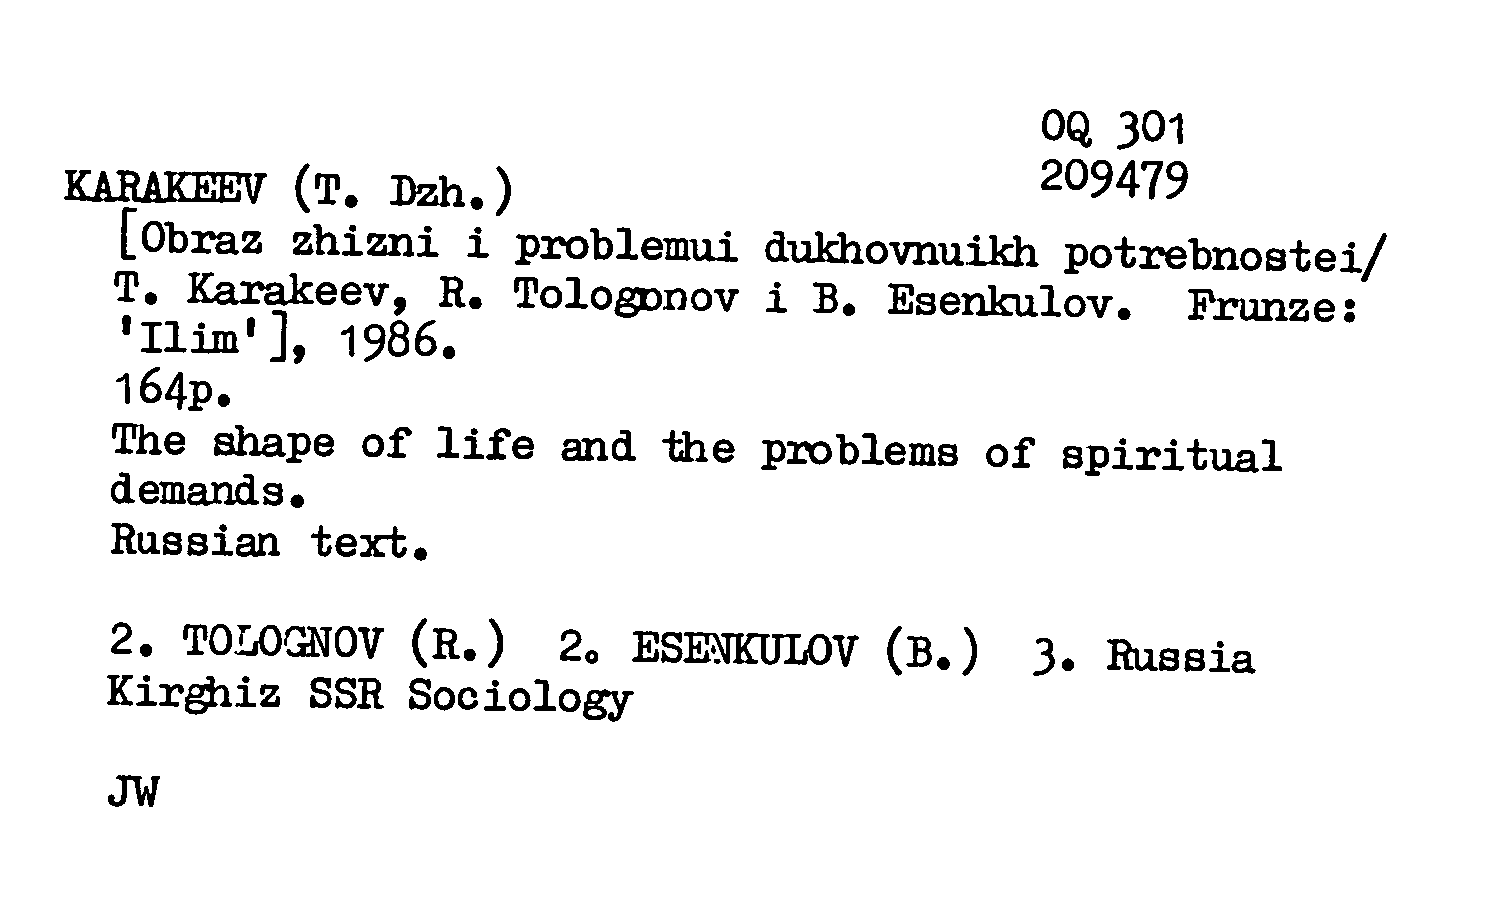 OQ 301
209479
KARAKEEV (T. Dzh.)
[Obraz zhizni i problemui dukhovnuikh potrebnostei/
T. Karakeev, R. Tologonov i B. Esenkulov. Frunze:
'Ilim'], 1986.
164p.
The shape of life and the problems of spiritual
demands.
Russian text.
2. TOLOGNOV (R.) 2. ESENKULOV (B.) 3. Russia
Kirghiz SSR Sociology
JW